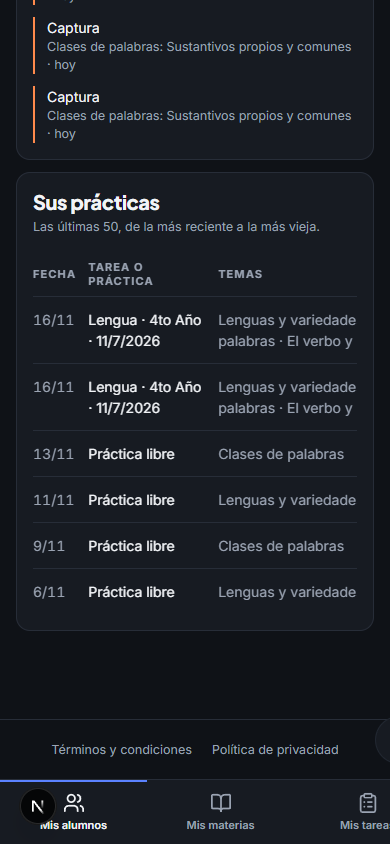 Captura
Clases de palabras: Sustantivos propios y comunes
· hoy
Captura
Clases de palabras: Sustantivos propios y comunes
· hoy
Sus prácticas
Las últimas 50, de la más reciente a la más vieja.
FECHA TAREA O PRÁCTICA TEMAS
16/11 Lengua · 4to Año Lenguas y variedade
· 11/7/2026 palabras · El verbo y
16/11 Lengua · 4to Año Lenguas y variedade
· 11/7/2026 palabras · El verbo y
13/11 Práctica libre Clases de palabras
11/11 Práctica libre Lenguas y variedade
9/11 Práctica libre Clases de palabras
6/11 Práctica libre Lenguas y variedade
Términos y condiciones Política de privacidad
N
Mis alumnos Mis materias Mis tarea